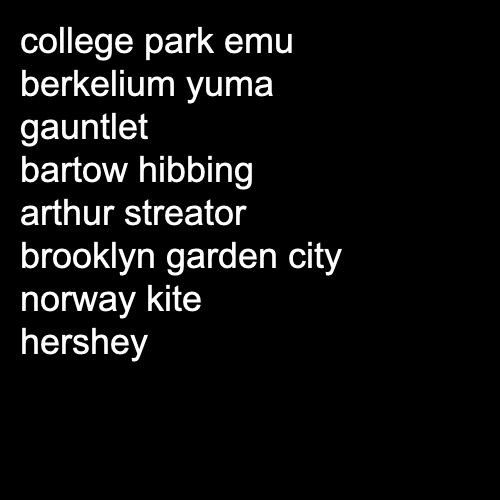 college park emu
berkelium yuma
gauntlet
bartow hibbing
arthur streator
brooklyn garden city
norway kite
hershey